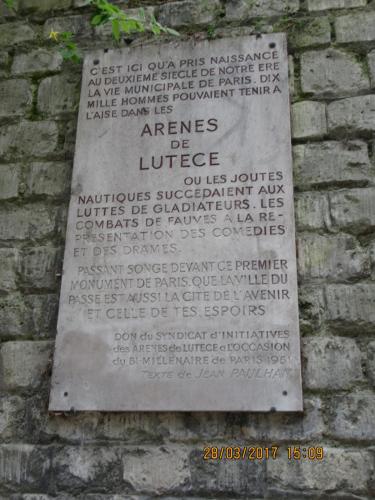 C'EST ICI QU'A PRIS NAISSANCE
AU DEUXIEME SIECLE DE NOTRE ERE
LA VIE MUNICIPALE DE PARIS. DIX
MILLE HOMMES POUVAIENT TENIR A
L'AISE DANS LES
ARENES
DE
LUTECE
OU LES JOUTES
NAUTIQUES SUCCEDAIENT AUX
LUTTES DE GLADIATEURS. LES
COMBATS DE FAUVES A LA RE-
PRESENTATION DES COMEDIES
ET DES DRAMES.
PASSANT SONGE DEVANT CE PREMIER
MONUMENT DE PARIS. QUE LA VILLE DU
PASSE EST AUSSI LA CITE DE L'AVENIR
ET CELLE DE TES ESPOIRS
DON du SYNDICAT d'INITIATIVES
des ARENES de LUTECE a L'OCCASION
du BI-MILLENAIRE de PARIS 1951
TEXTE de JEAN PAULHAN
28/03/2017 15:09